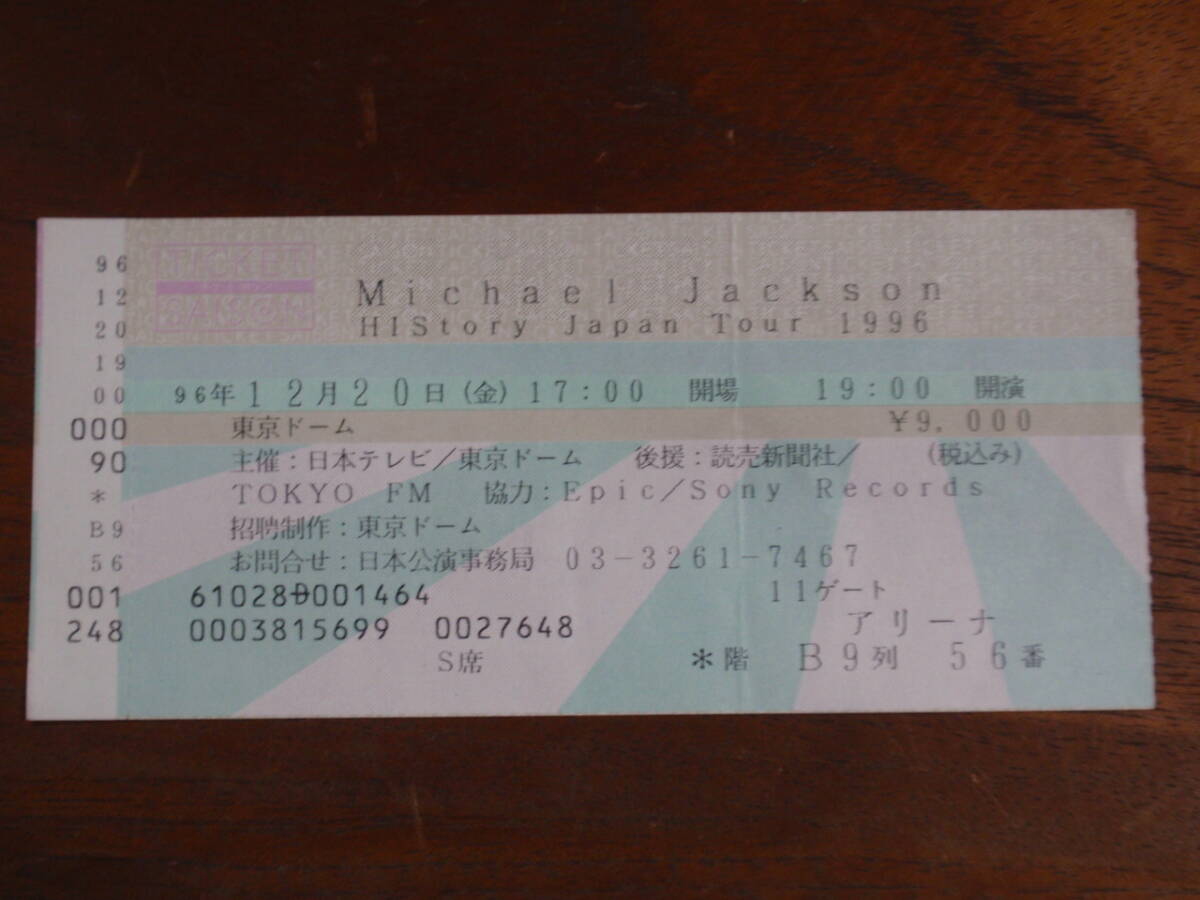 96
12
20
19
00
000
90
*
B9
56
001
248
TICKET
SAISON
Michael Jackson
HIStory Japan Tour 1996
96年12月20日(金)17:00 開場 19:00 開演
東京ドーム ¥9,000
主催:日本テレビ/東京ドーム 後援:読売新聞社/ (税込み)
TOKYO FM 協力:Epic/Sony Records
招聘制作:東京ドーム
お問合せ:日本公演事務局 03-3261-7467
61028 001464 11ゲート
アリーナ
0003815699 0027648
S席 *階 B9列 56番